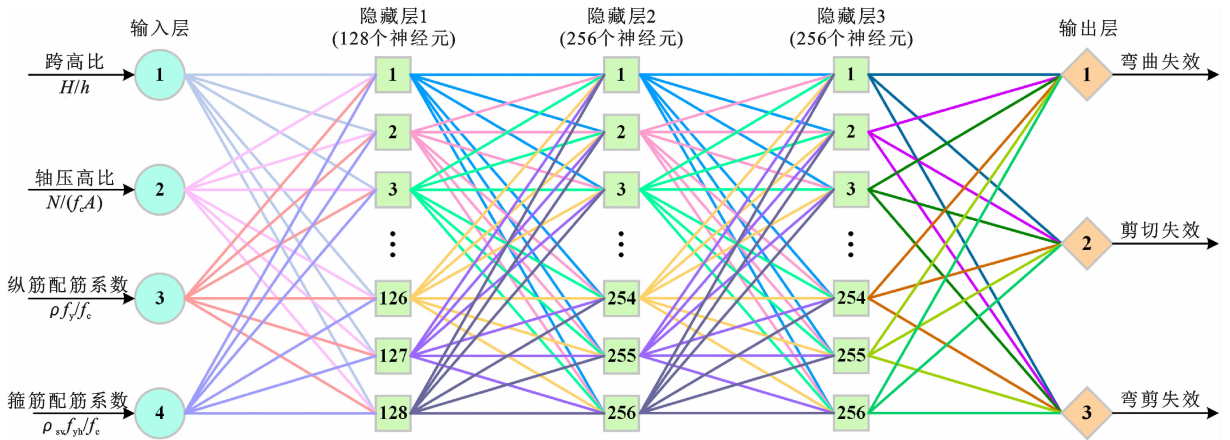 输入层
隐藏层1
(128个神经元)
隐藏层2
(256个神经元)
隐藏层3
(256个神经元)
输出层
跨高比
H/h
轴压高比
N/(fcA)
纵筋配筋系数
ρfy/fc
箍筋配筋系数
ρsvfyh/fc
1
2
3
4
1
2
3
126
127
128
1
2
3
254
255
256
1
2
3
254
255
256
1
2
3
弯曲失效
剪切失效
弯剪失效